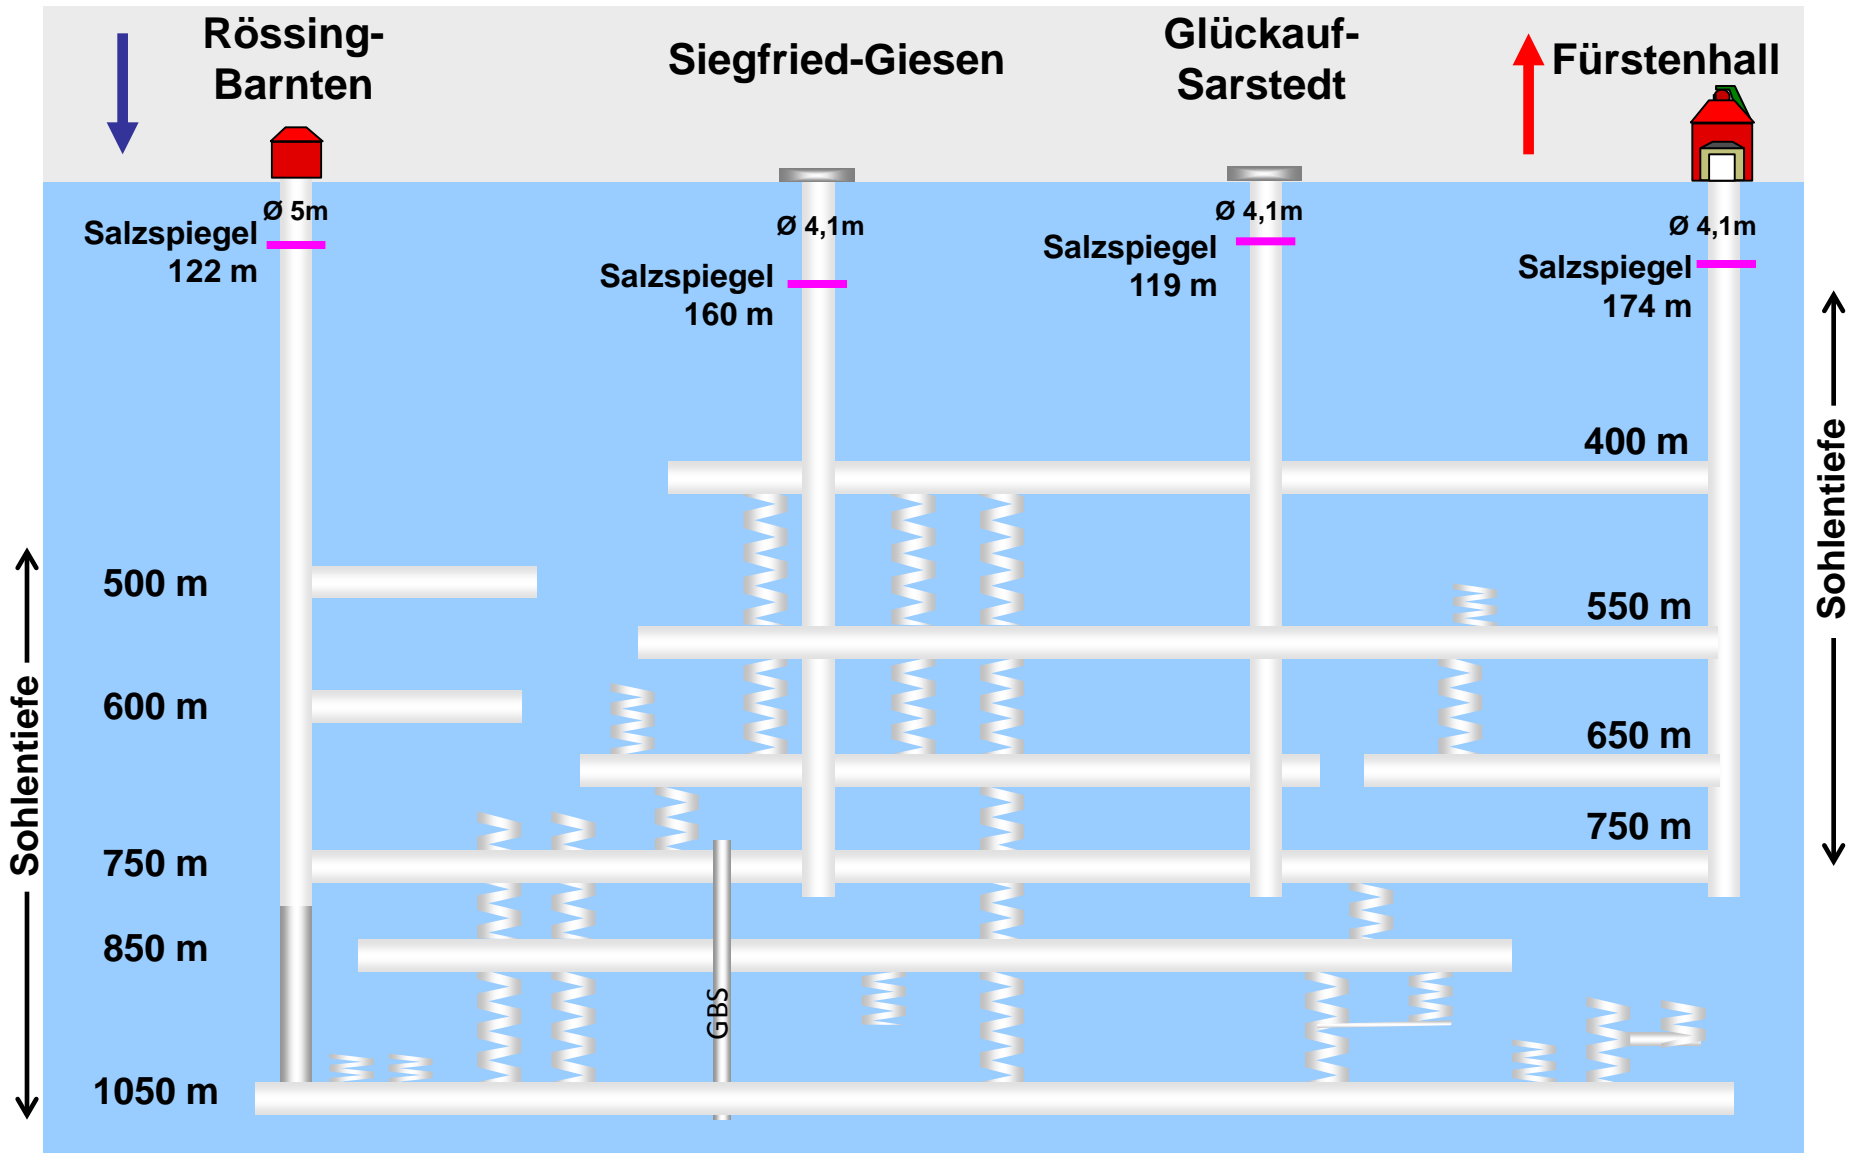 Rössing-
Barnten
Siegfried-Giesen
Glückauf-
Sarstedt
Fürstenhall
Ø 5m
Ø 4,1m
Ø 4,1m
Ø 4,1m
Salzspiegel
122 m
Salzspiegel
160 m
Salzspiegel
119 m
Salzspiegel
174 m
400 m
500 m
550 m
600 m
650 m
750 m
750 m
850 m
1050 m
GBS
Sohlentiefe
Sohlentiefe